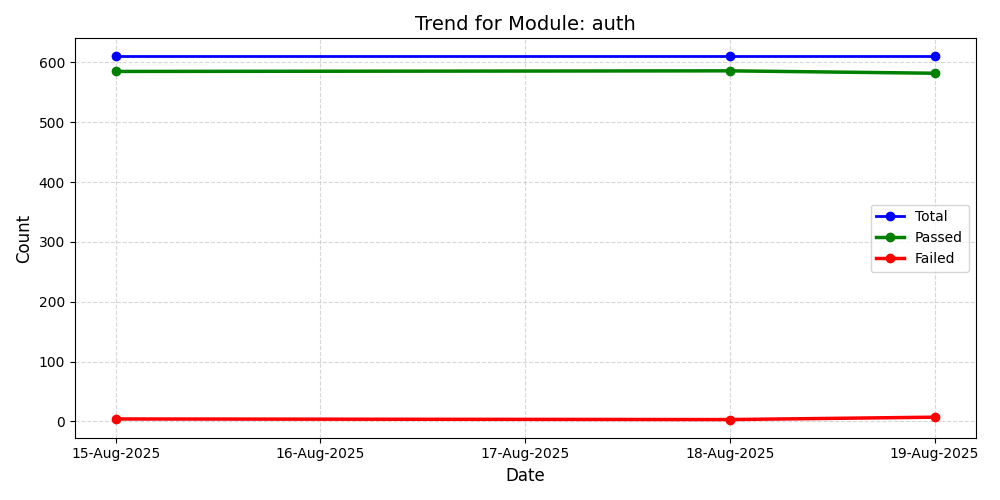 Trend for Module: auth
Count
600
500
400
300
200
100
0
Total
Passed
Failed
15-Aug-2025
16-Aug-2025
17-Aug-2025
18-Aug-2025
19-Aug-2025
Date